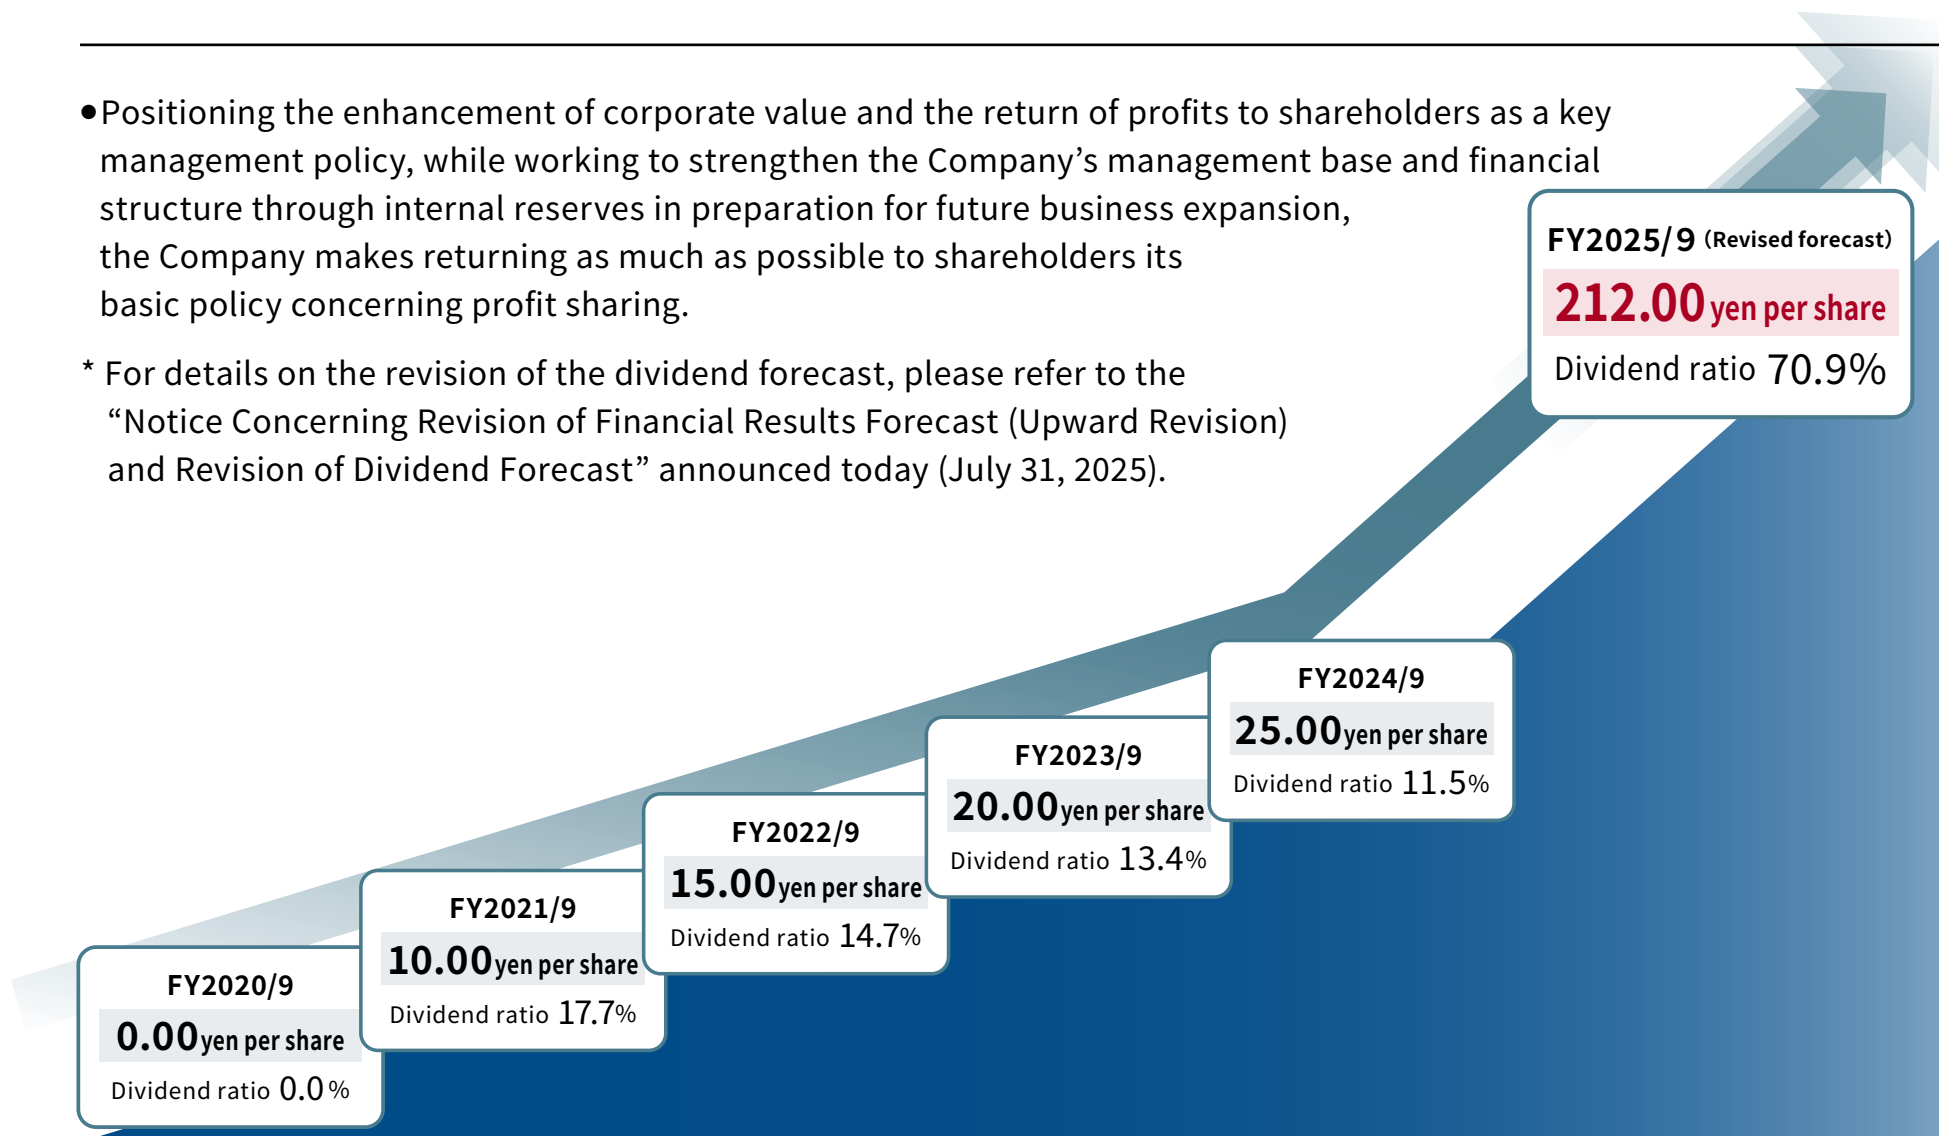 ●Positioning the enhancement of corporate value and the return of profits to shareholders as a key
management policy, while working to strengthen the Company’s management base and financial
structure through internal reserves in preparation for future business expansion,
the Company makes returning as much as possible to shareholders its
basic policy concerning profit sharing.
* For details on the revision of the dividend forecast, please refer to the
“Notice Concerning Revision of Financial Results Forecast (Upward Revision)
and Revision of Dividend Forecast” announced today (July 31, 2025).
FY2020/9
0.00 yen per share
Dividend ratio 0.0%
FY2021/9
10.00 yen per share
Dividend ratio 17.7%
FY2022/9
15.00 yen per share
Dividend ratio 14.7%
FY2023/9
20.00 yen per share
Dividend ratio 13.4%
FY2024/9
25.00 yen per share
Dividend ratio 11.5%
FY2025/9 (Revised forecast)
212.00 yen per share
Dividend ratio 70.9%